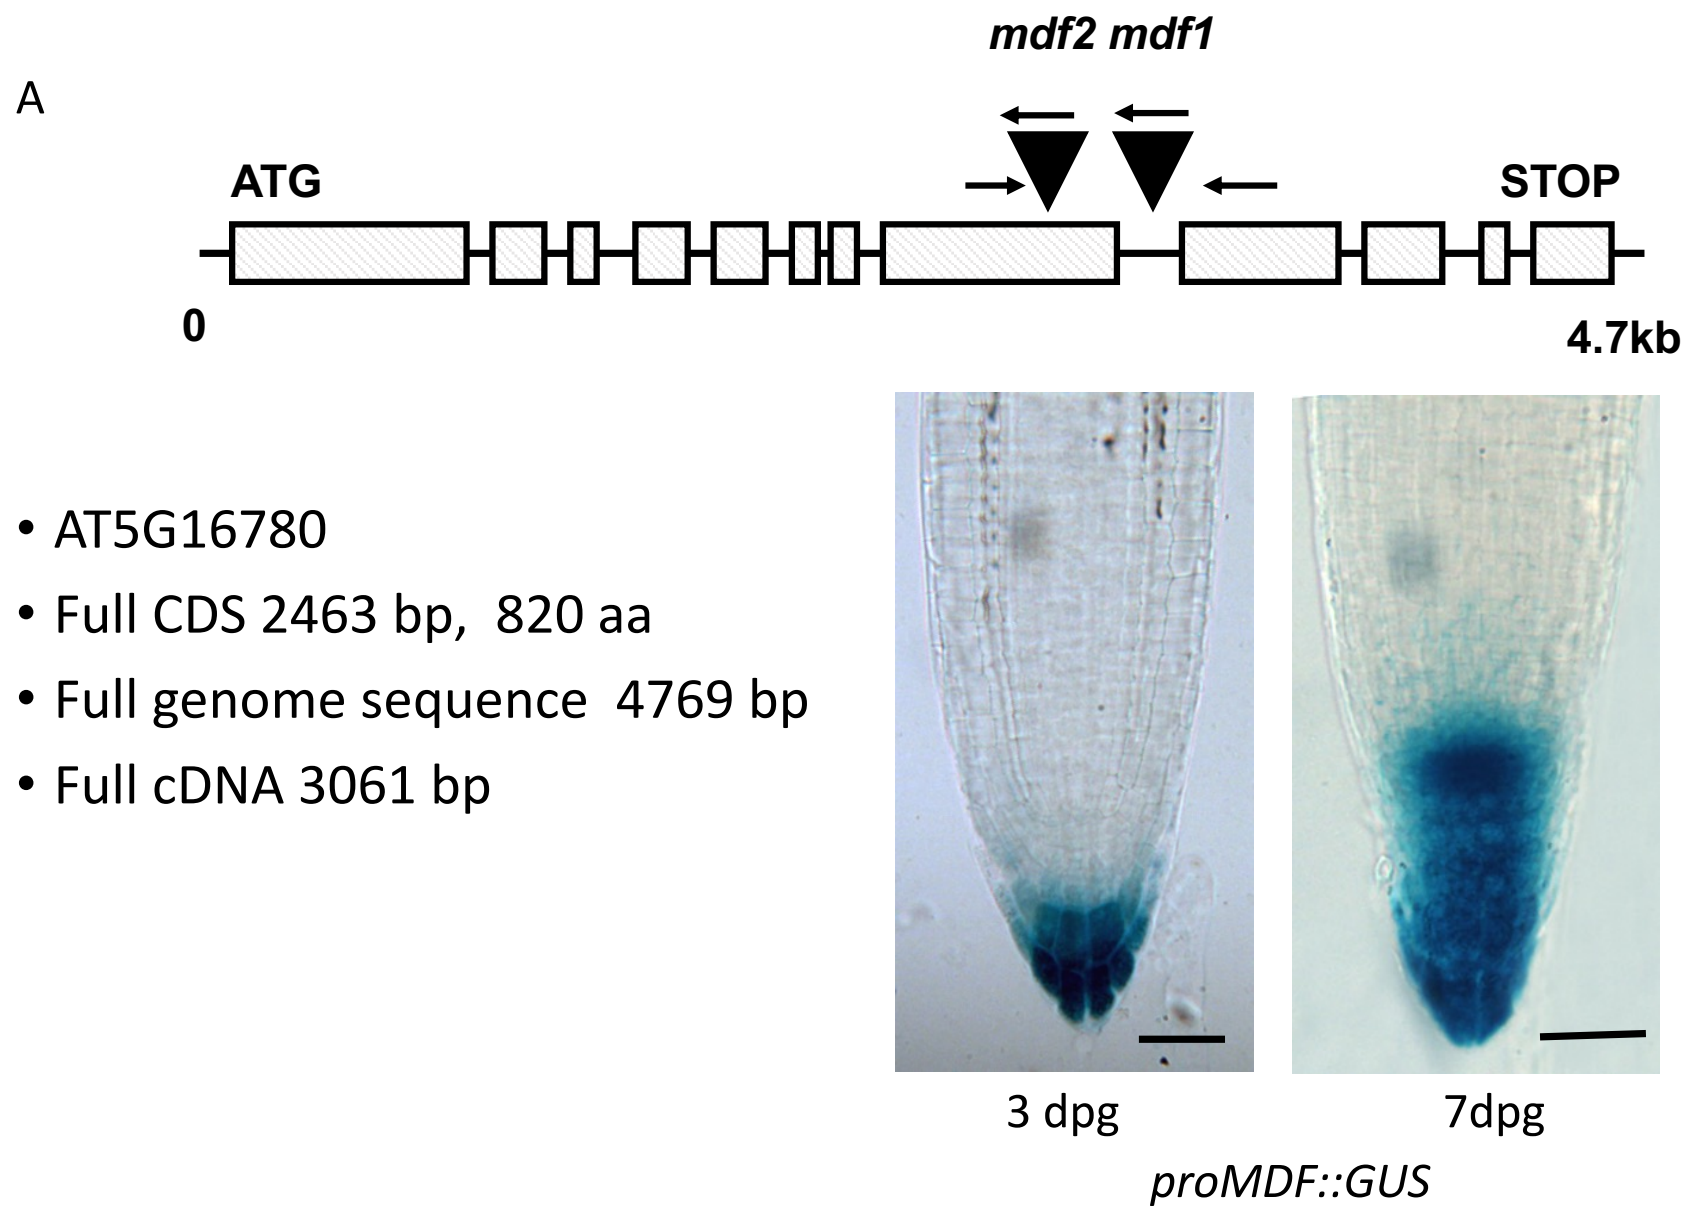 mdf2 mdf1
A
ATG
STOP
0
4.7kb
• AT5G16780
• Full CDS 2463 bp,  820 aa
• Full genome sequence  4769 bp
• Full cDNA 3061 bp
3 dpg
7dpg
proMDF::GUS